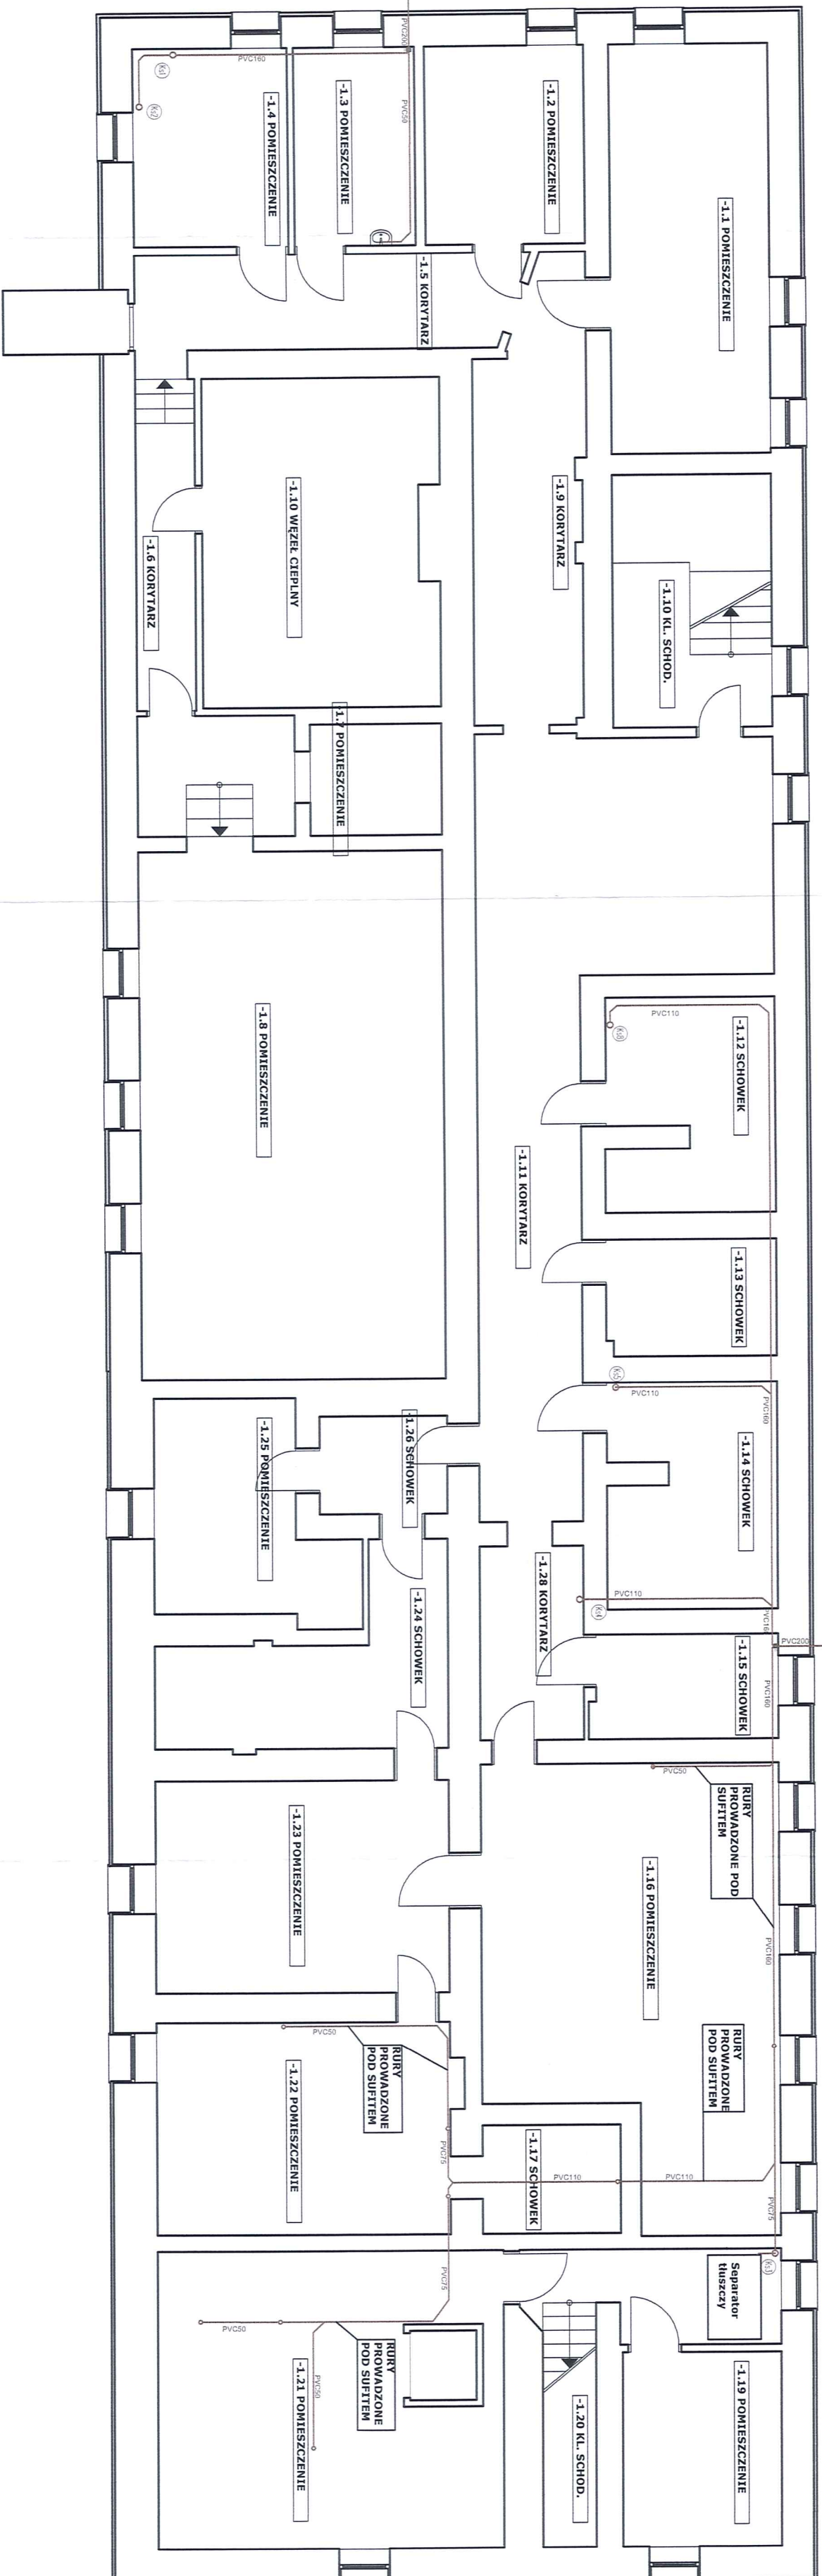 PVC200
PVC160
PVC50
Ks1
Ks2
-1.4 POMIESZCZENIE
-1.3 POMIESZCZENIE
-1.2 POMIESZCZENIE
-1.1 POMIESZCZENIE
-1.5 KORYTARZ
-1.10 WĘZEŁ CIEPLNY
-1.9 KORYTARZ
-1.6 KORYTARZ
-1.10 KL. SCHOD.
-1.7 POMIESZCZENIE
-1.8 POMIESZCZENIE
PVC110
-1.12 SCHOWEK
-1.11 KORYTARZ
-1.13 SCHOWEK
Ks5
PVC110
PVC160
-1.14 SCHOWEK
-1.26 SCHOWEK
-1.25 POMIESZCZENIE
-1.28 KORYTARZ
PVC110
Ks4
PVC160
PVC200
-1.24 SCHOWEK
-1.15 SCHOWEK
PVC160
PVC50
RURY
PROWADZONE POD
SUFITEM
-1.23 POMIESZCZENIE
-1.16 POMIESZCZENIE
PVC160
PVC50
RURY
PROWADZONE
POD SUFITEM
RURY
PROWADZONE
POD SUFITEM
-1.22 POMIESZCZENIE
PVC75
-1.17 SCHOWEK
PVC110
PVC110
PVC75
Ks3
Separator
tłuszczy
PVC75
PVC50
PVC50
RURY
PROWADZONE
POD SUFITEM
-1.21 POMIESZCZENIE
-1.20 KL. SCHOD.
-1.19 POMIESZCZENIE